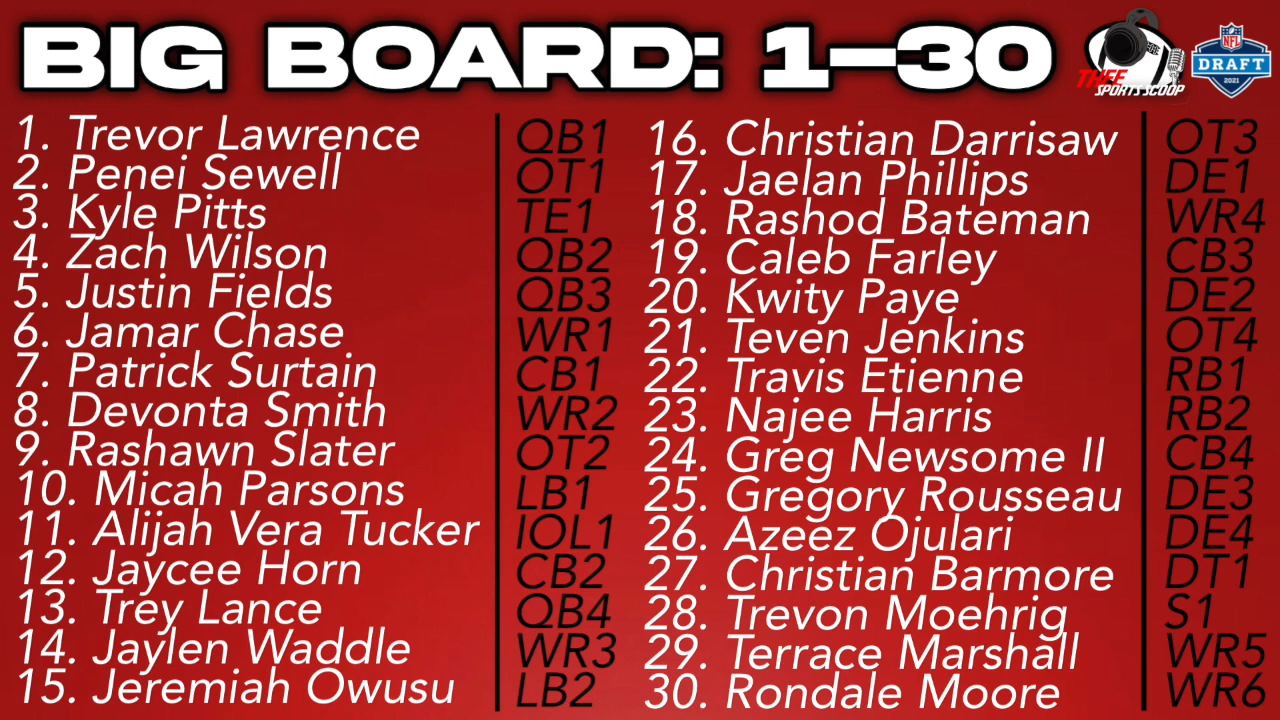 BIG BOARD: 1–30
THEE
SPORTS SCOOP
NFL
DRAFT
2021
1. Trevor Lawrence QB1
2. Penei Sewell OT1
3. Kyle Pitts TE1
4. Zach Wilson QB2
5. Justin Fields QB3
6. Jamar Chase WR1
7. Patrick Surtain CB1
8. Devonta Smith WR2
9. Rashawn Slater OT2
10. Micah Parsons LB1
11. Alijah Vera Tucker IOL1
12. Jaycee Horn CB2
13. Trey Lance QB4
14. Jaylen Waddle WR3
15. Jeremiah Owusu LB2
16. Christian Darrisaw OT3
17. Jaelan Phillips DE1
18. Rashod Bateman WR4
19. Caleb Farley CB3
20. Kwity Paye DE2
21. Teven Jenkins OT4
22. Travis Etienne RB1
23. Najee Harris RB2
24. Greg Newsome II CB4
25. Gregory Rousseau DE3
26. Azeez Ojulari DE4
27. Christian Barmore DT1
28. Trevon Moehrig S1
29. Terrace Marshall WR5
30. Rondale Moore WR6